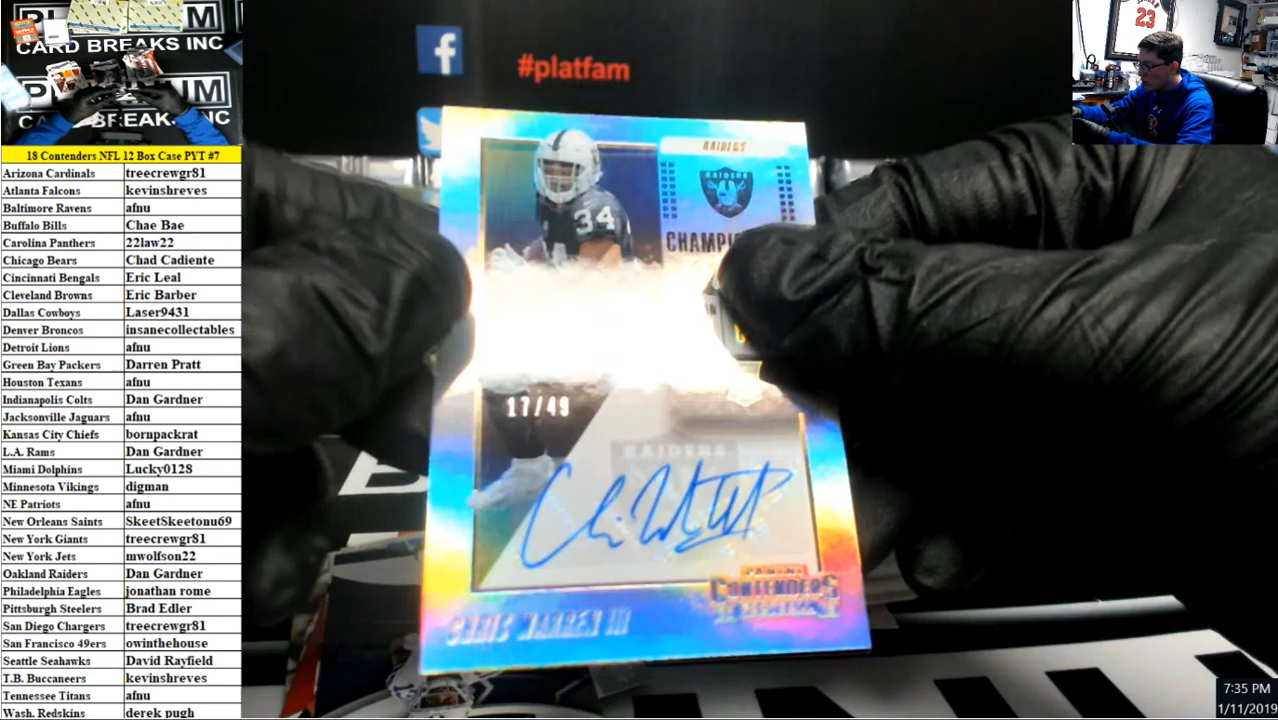 CARD BREAKS INC
#platfam
23
18 Contenders NFL 12 Box Case PYT #7
Arizona Cardinals treecrewgr81
Atlanta Falcons kevinshreves
Baltimore Ravens afnu
Buffalo Bills Chae Bae
Carolina Panthers 22law22
Chicago Bears Chad Cadiente
Cincinnati Bengals Eric Leal
Cleveland Browns Eric Barber
Dallas Cowboys Laser9431
Denver Broncos insanecollectables
Detroit Lions afnu
Green Bay Packers Darren Pratt
Houston Texans afnu
Indianapolis Colts Dan Gardner
Jacksonville Jaguars afnu
Kansas City Chiefs bornpackrat
L.A. Rams Dan Gardner
Miami Dolphins Lucky0128
Minnesota Vikings digman
NE Patriots afnu
New Orleans Saints SkeetSkeetonu69
New York Giants treecrewgr81
New York Jets mwolfson22
Oakland Raiders Dan Gardner
Philadelphia Eagles jonathan rome
Pittsburgh Steelers Brad Edler
San Diego Chargers treecrewgr81
San Francisco 49ers owinthehouse
Seattle Seahawks David Rayfield
T.B. Buccaneers kevinshreves
Tennessee Titans afnu
Wash. Redskins derek pugh
RAIDERS
RAIDERS
34
CHAMPI
17/49
RAIDERS
PANINI
CONTENDERS
CHRIS WARREN III
7:35 PM
1/11/2019